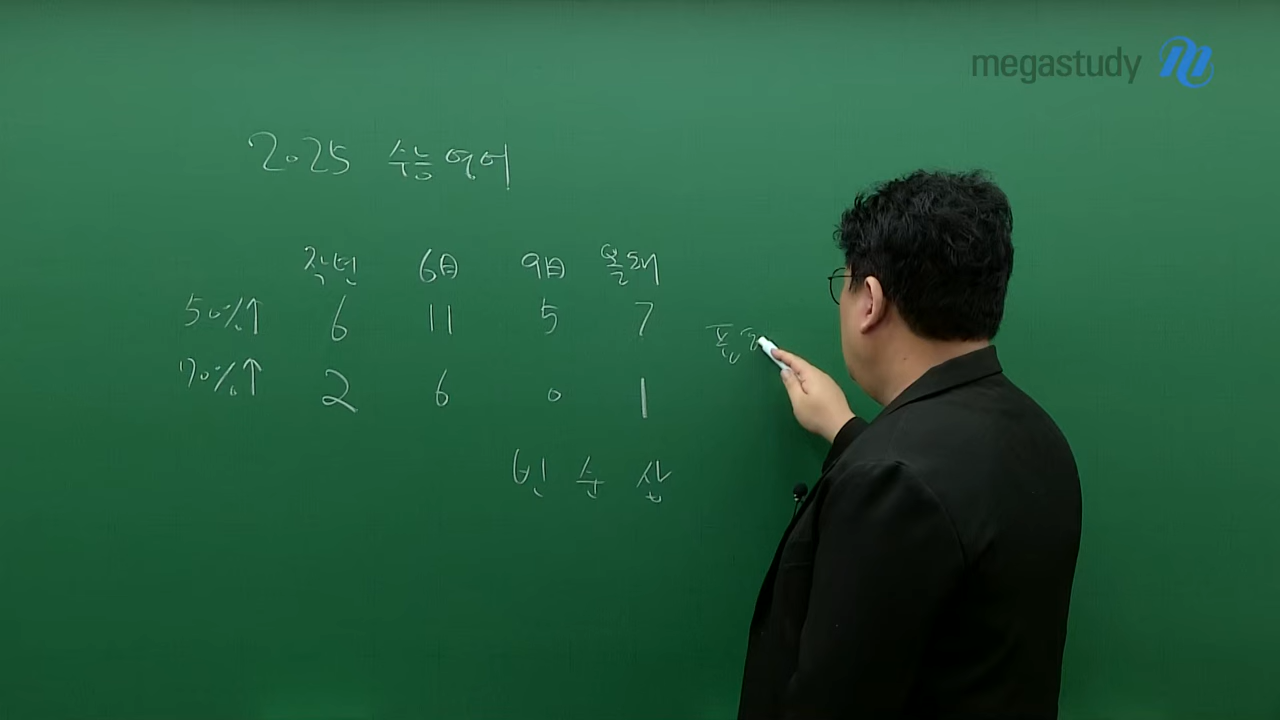 megastudy
2025 수능 영어
작년 6月 9月 올해
50%↑ 6 11 5 7
70%↑ 2 6 0 1
빈 순 삽